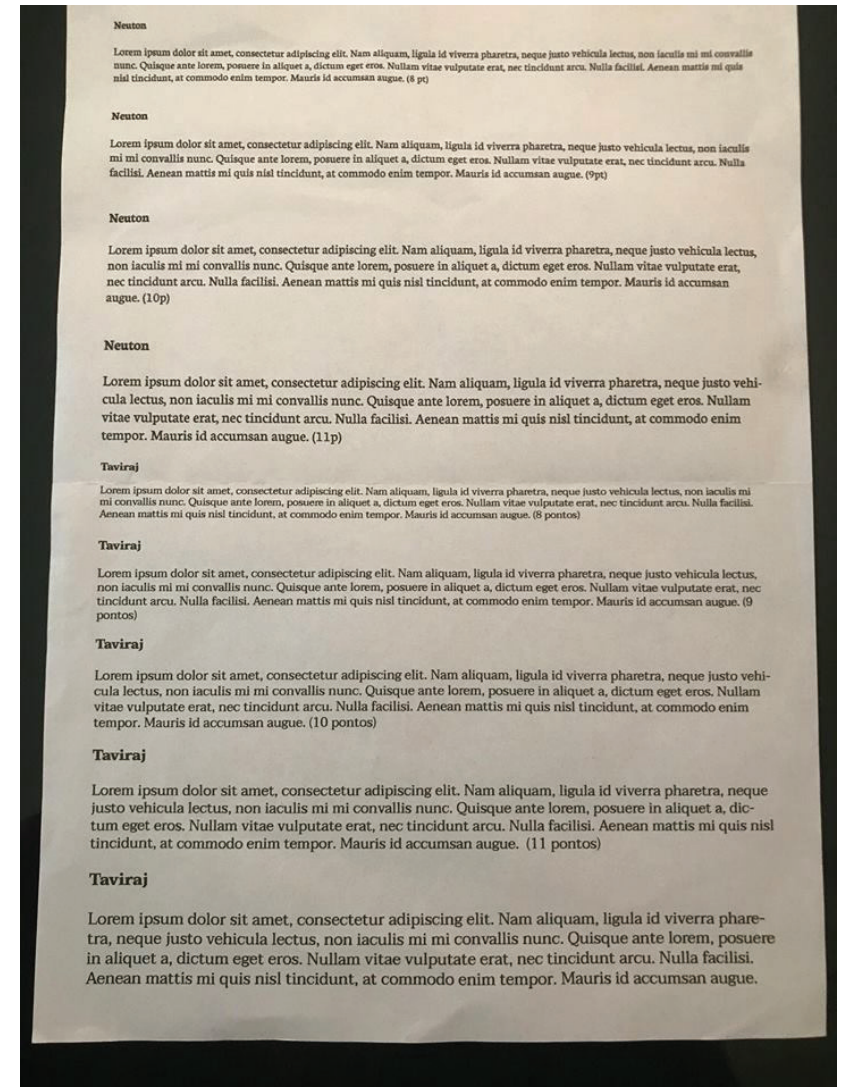 Neuton
Lorem ipsum dolor sit amet, consectetur adipiscing elit. Nam aliquam, ligula id viverra pharetra, neque justo vehicula lectus, non iaculis mi mi convallis
nunc. Quisque ante lorem, posuere in aliquet a, dictum eget eros. Nullam vitae vulputate erat, nec tincidunt arcu. Nulla facilisi. Aenean mattis mi quis
nisl tincidunt, at commodo enim tempor. Mauris id accumsan augue. (8 pt)
Neuton
Lorem ipsum dolor sit amet, consectetur adipiscing elit. Nam aliquam, ligula id viverra pharetra, neque justo vehicula lectus, non iaculis
mi mi convallis nunc. Quisque ante lorem, posuere in aliquet a, dictum eget eros. Nullam vitae vulputate erat, nec tincidunt arcu. Nulla
facilisi. Aenean mattis mi quis nisl tincidunt, at commodo enim tempor. Mauris id accumsan augue. (9pt)
Neuton
Lorem ipsum dolor sit amet, consectetur adipiscing elit. Nam aliquam, ligula id viverra pharetra, neque justo vehicula lectus,
non iaculis mi mi convallis nunc. Quisque ante lorem, posuere in aliquet a, dictum eget eros. Nullam vitae vulputate erat,
nec tincidunt arcu. Nulla facilisi. Aenean mattis mi quis nisl tincidunt, at commodo enim tempor. Mauris id accumsan
augue. (10p)
Neuton
Lorem ipsum dolor sit amet, consectetur adipiscing elit. Nam aliquam, ligula id viverra pharetra, neque justo vehi-
cula lectus, non iaculis mi mi convallis nunc. Quisque ante lorem, posuere in aliquet a, dictum eget eros. Nullam
vitae vulputate erat, nec tincidunt arcu. Nulla facilisi. Aenean mattis mi quis nisl tincidunt, at commodo enim
tempor. Mauris id accumsan augue. (11p)
Taviraj
Lorem ipsum dolor sit amet, consectetur adipiscing elit. Nam aliquam, ligula id viverra pharetra, neque justo vehicula lectus, non iaculis mi
mi convallis nunc. Quisque ante lorem, posuere in aliquet a, dictum eget eros. Nullam vitae vulputate erat, nec tincidunt arcu. Nulla facilisi.
Aenean mattis mi quis nisl tincidunt, at commodo enim tempor. Mauris id accumsan augue. (8 pontos)
Taviraj
Lorem ipsum dolor sit amet, consectetur adipiscing elit. Nam aliquam, ligula id viverra pharetra, neque justo vehicula lectus,
non iaculis mi mi convallis nunc. Quisque ante lorem, posuere in aliquet a, dictum eget eros. Nullam vitae vulputate erat, nec
tincidunt arcu. Nulla facilisi. Aenean mattis mi quis nisl tincidunt, at commodo enim tempor. Mauris id accumsan augue. (9
pontos)
Taviraj
Lorem ipsum dolor sit amet, consectetur adipiscing elit. Nam aliquam, ligula id viverra pharetra, neque justo vehi-
cula lectus, non iaculis mi mi convallis nunc. Quisque ante lorem, posuere in aliquet a, dictum eget eros. Nullam
vitae vulputate erat, nec tincidunt arcu. Nulla facilisi. Aenean mattis mi quis nisl tincidunt, at commodo enim
tempor. Mauris id accumsan augue. (10 pontos)
Taviraj
Lorem ipsum dolor sit amet, consectetur adipiscing elit. Nam aliquam, ligula id viverra pharetra, neque
justo vehicula lectus, non iaculis mi mi convallis nunc. Quisque ante lorem, posuere in aliquet a, dic-
tum eget eros. Nullam vitae vulputate erat, nec tincidunt arcu. Nulla facilisi. Aenean mattis mi quis nisl
tincidunt, at commodo enim tempor. Mauris id accumsan augue. (11 pontos)
Taviraj
Lorem ipsum dolor sit amet, consectetur adipiscing elit. Nam aliquam, ligula id viverra phare-
tra, neque justo vehicula lectus, non iaculis mi mi convallis nunc. Quisque ante lorem, posuere
in aliquet a, dictum eget eros. Nullam vitae vulputate erat, nec tincidunt arcu. Nulla facilisi.
Aenean mattis mi quis nisl tincidunt, at commodo enim tempor. Mauris id accumsan augue.